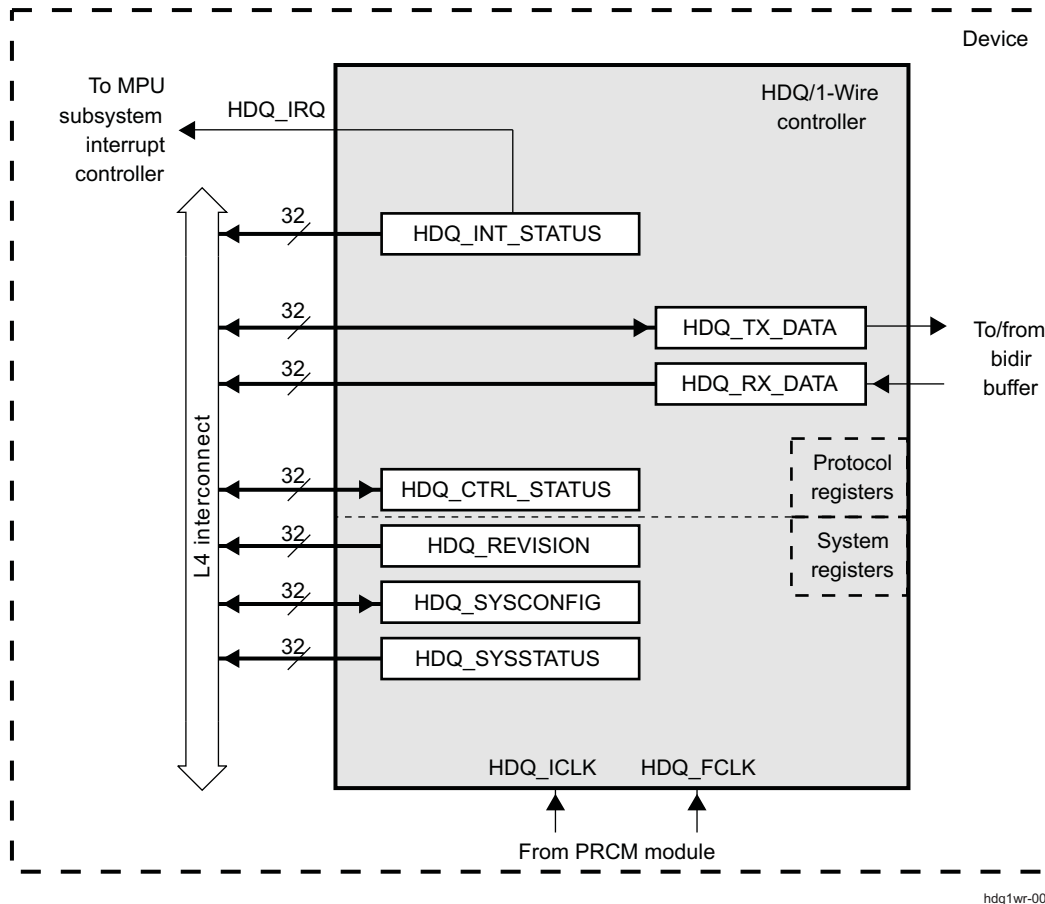 Device
To MPU
subsystem
interrupt
controller
HDQ_IRQ
HDQ/1-Wire
controller
32
HDQ_INT_STATUS
32
HDQ_TX_DATA
To/from
bidir
buffer
32
HDQ_RX_DATA
L4 interconnect
Protocol
registers
32
HDQ_CTRL_STATUS
32
HDQ_REVISION
System
registers
32
HDQ_SYSCONFIG
32
HDQ_SYSSTATUS
HDQ_ICLK
HDQ_FCLK
From PRCM module
hdq1wr-00